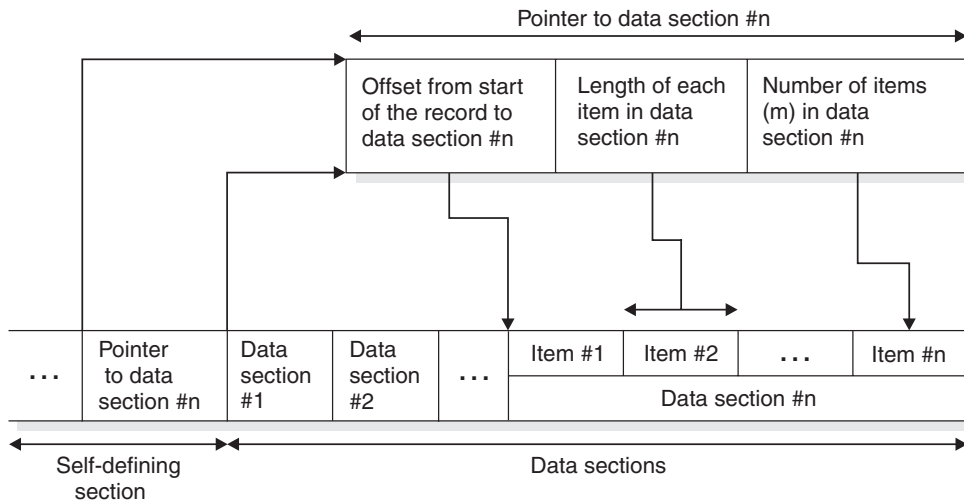 Pointer to data section #n
Offset from start
of the record to
data section #n
Length of each
item in data
section #n
Number of items
(m) in data
section #n
...
Pointer
to data
section #n
Data
section
#1
Data
section
#2
...
Item #1
Item #2
...
Item #n
Data section #n
Self-defining
section
Data sections